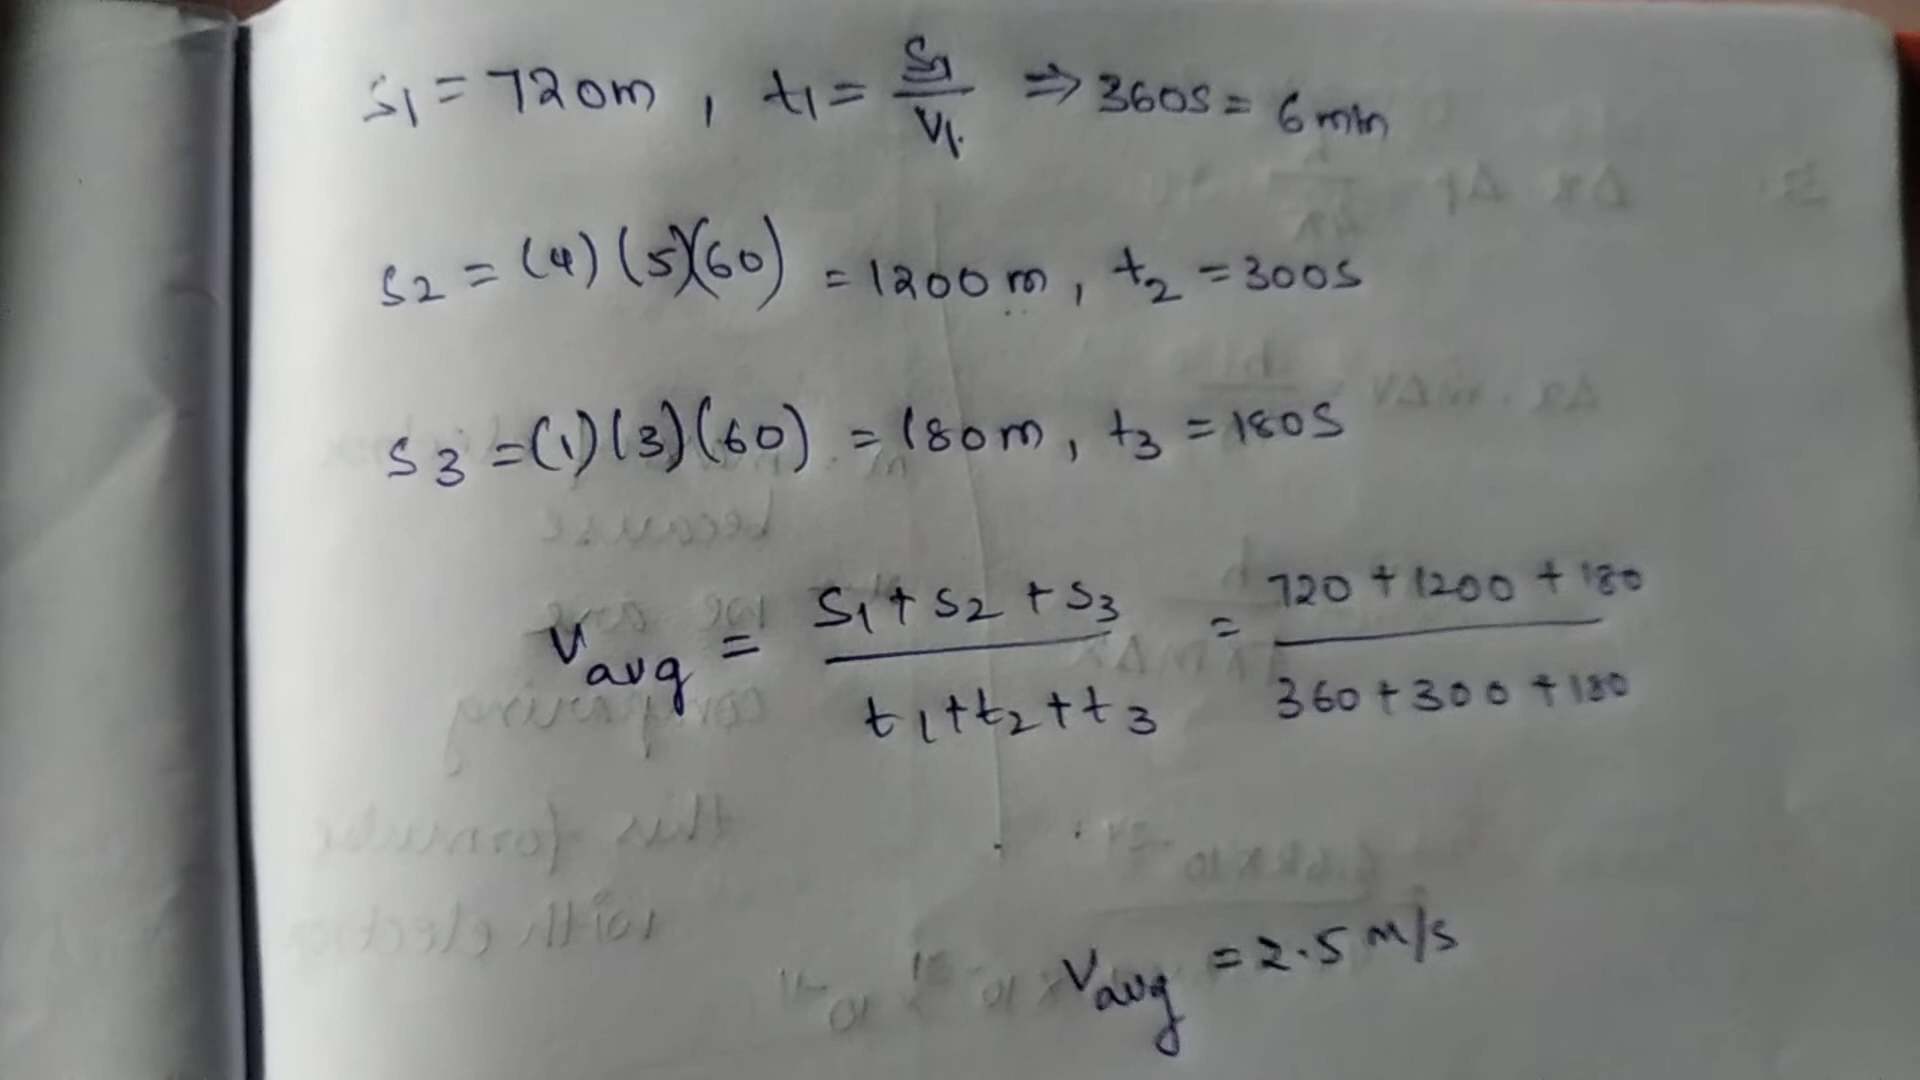 S1 = 720m , t1 = S1/V1 ⇒ 360S = 6 min
S2 = (4) (5)(60) = 1200 m , t2 = 300S
S3 = (1)(3)(60) = 180m , t3 = 180S
Vavg = S1 + S2 + S3 / t1+t2+t3 = 720 + 1200 + 180 / 360 + 300 + 180
Vavg = 2.5 m/s